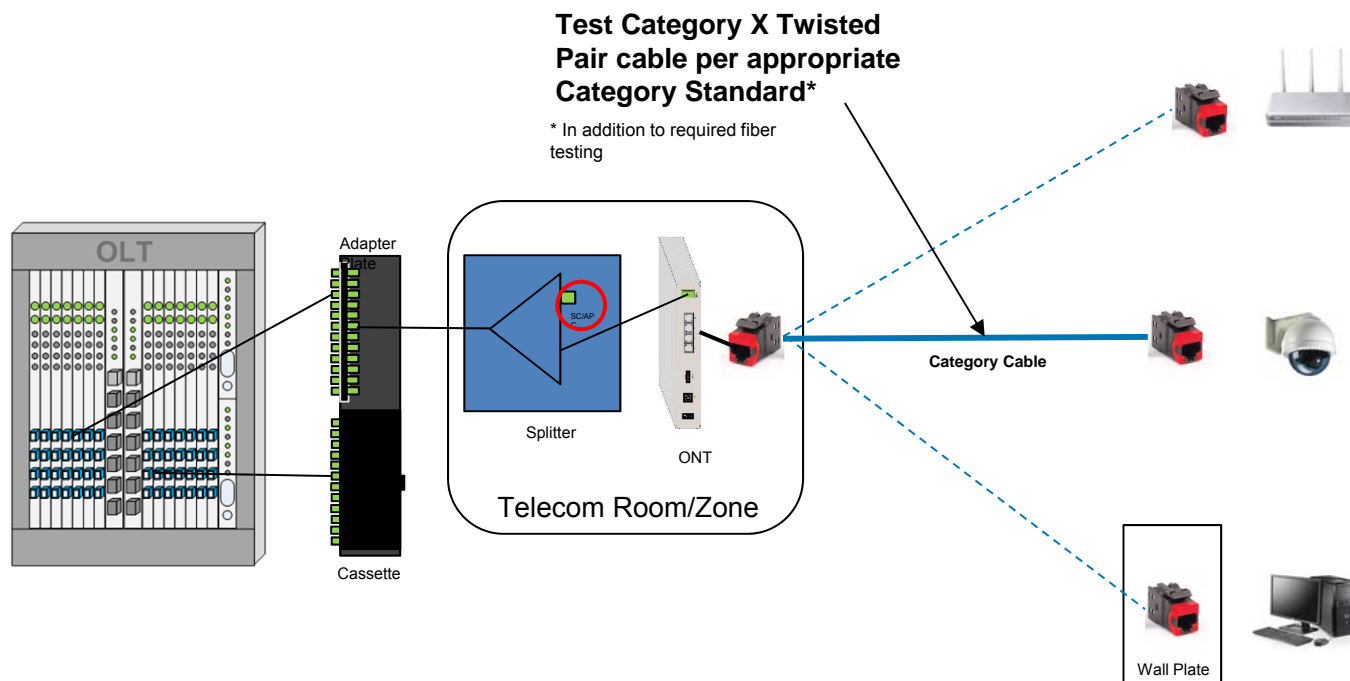 Test Category X Twisted
Pair cable per appropriate
Category Standard*
* In addition to required fiber
testing
OLT
Adapter
Plate
SC/AP
C
Splitter
ONT
Category Cable
Telecom Room/Zone
Cassette
Wall Plate